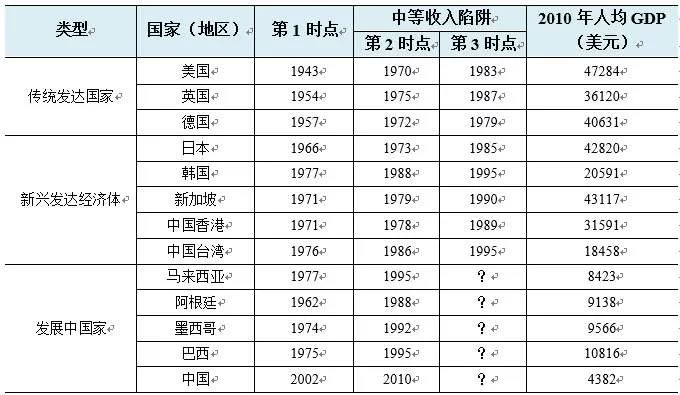 类型 国家（地区） 第 1 时点 中等收入陷阱 2010 年人均 GDP（美元）
第 2 时点 第 3 时点
传统发达国家 美国 1943 1970 1983 47284
英国 1954 1975 1987 36120
德国 1957 1972 1979 40631
新兴发达经济体 日本 1966 1973 1985 42820
韩国 1977 1988 1995 20591
新加坡 1971 1979 1990 43117
中国香港 1971 1978 1989 31591
中国台湾 1976 1986 1995 18458
发展中国家 马来西亚 1977 1995 ？ 8423
阿根廷 1962 1988 ？ 9138
墨西哥 1974 1992 ？ 9566
巴西 1975 1995 ？ 10816
中国 2002 2010 ？ 4382